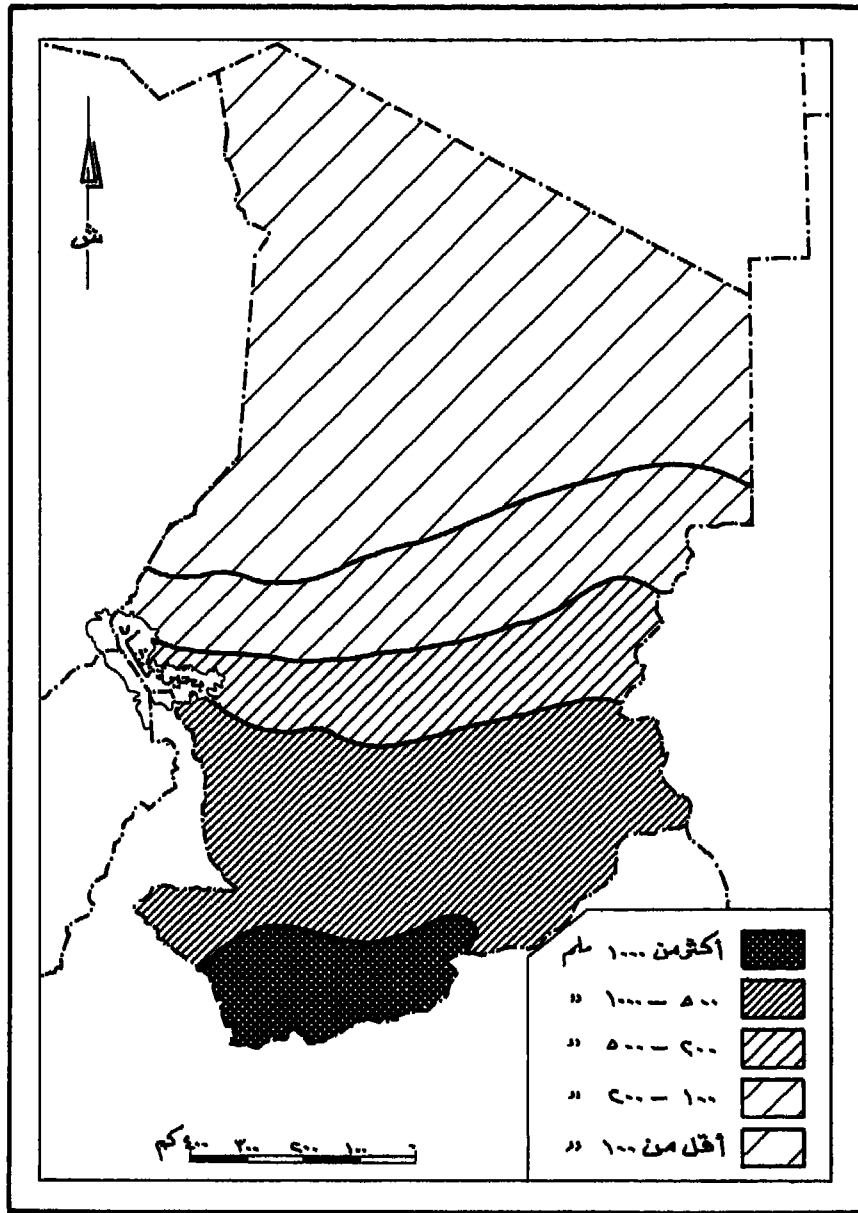 ش
بحيرة
أكثر من ١٠٠٠ ملم
٥٠٠ — ١٠٠٠ "
٢٠٠ — ٥٠٠ "
١٠٠ — ٢٠٠ "
أقل من ١٠٠ "
٠ ١٠٠ ٢٠٠ ٣٠٠ ٤٠٠ كم